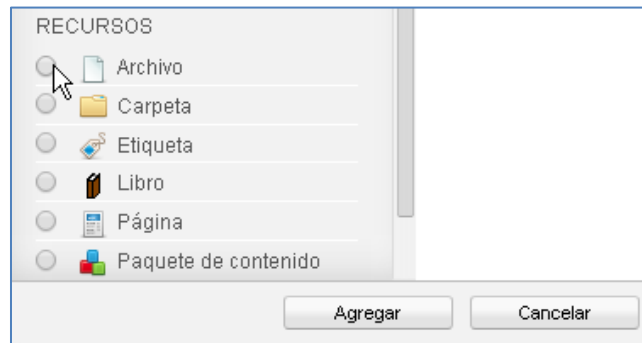 RECURSOS
Archivo
Carpeta
Etiqueta
Libro
Página
Paquete de contenido
Agregar Cancelar